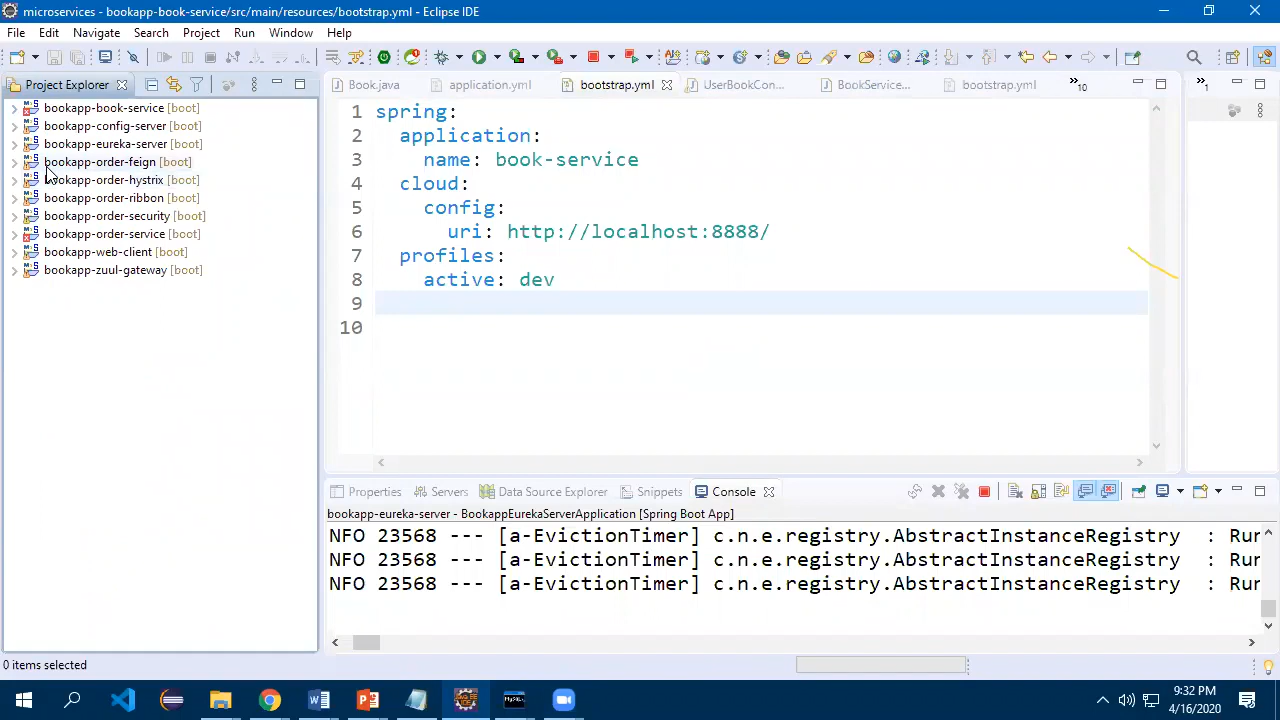 microservices - bookapp-book-service/src/main/resources/bootstrap.yml - Eclipse IDE
File Edit Navigate Search Project Run Window Help
Project Explorer
Book.java application.yml bootstrap.yml UserBookCon... BookService... bootstrap.yml 10
1
bookapp-book-service [boot]
bookapp-config-server [boot]
bookapp-eureka-server [boot]
bookapp-order-feign [boot]
bookapp-order-hystrix [boot]
bookapp-order-ribbon [boot]
bookapp-order-security [boot]
bookapp-order-service [boot]
bookapp-web-client [boot]
bookapp-zuul-gateway [boot]
1 spring:
2 application:
3 name: book-service
4 cloud:
5 config:
6 uri: http://localhost:8888/
7 profiles:
8 active: dev
9
10
Properties Servers Data Source Explorer Snippets Console
bookapp-eureka-server - BookappEurekaServerApplication [Spring Boot App]
NFO 23568 --- [a-EvictionTimer] c.n.e.registry.AbstractInstanceRegistry : Run
NFO 23568 --- [a-EvictionTimer] c.n.e.registry.AbstractInstanceRegistry : Run
NFO 23568 --- [a-EvictionTimer] c.n.e.registry.AbstractInstanceRegistry : Run
0 items selected
9:32 PM
4/16/2020